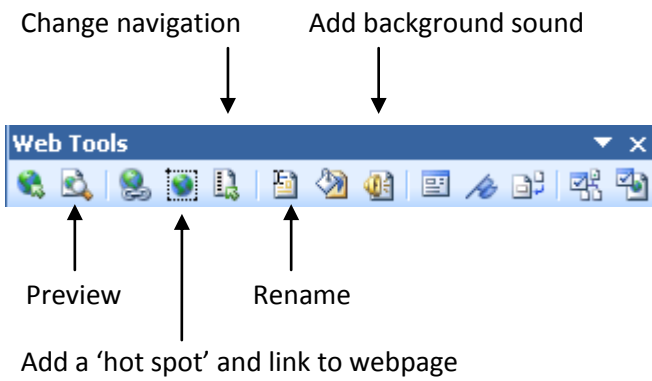 Change navigation Add background sound
Web Tools
Preview Rename
Add a ‘hot spot’ and link to webpage